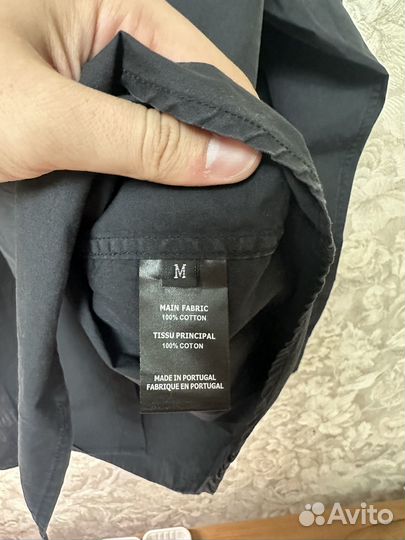 M
MAIN FABRIC
100% COTTON
TISSU PRINCIPAL
100% COTON
MADE IN PORTUGAL
FABRIQUE EN PORTUGAL
Avito